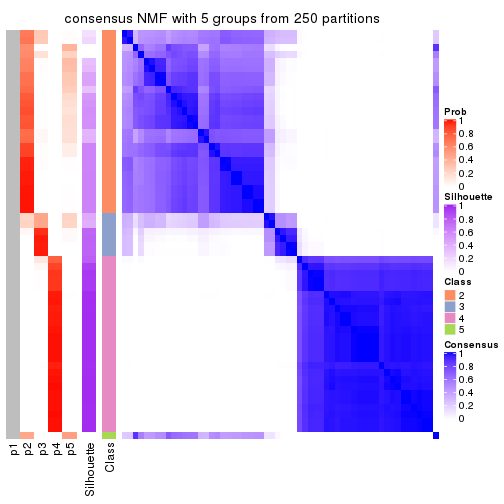 consensus NMF with 5 groups from 250 partitions
Prob
1
0.8
0.6
0.4
0.2
0
Silhouette
1
0.8
0.6
0.4
0.2
0
Class
2
3
4
5
Consensus
1
0.8
0.6
0.4
0.2
0
p1
p2
p3
p4
p5
Silhouette
Class